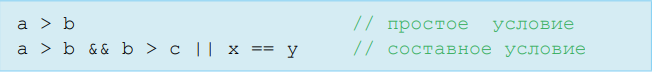 a > b // простое условие
a > b && b > c || x == y // составное условие